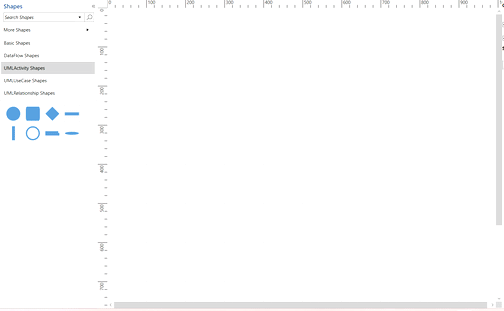 Shapes
Search Shapes
More Shapes
Basic Shapes
DataFlow Shapes
UMLActivity Shapes
UMLUseCase Shapes
UMLRelationship Shapes
0 100 200 300 400 500 600 700 800 900
0
100
200
300
400
500
600
700